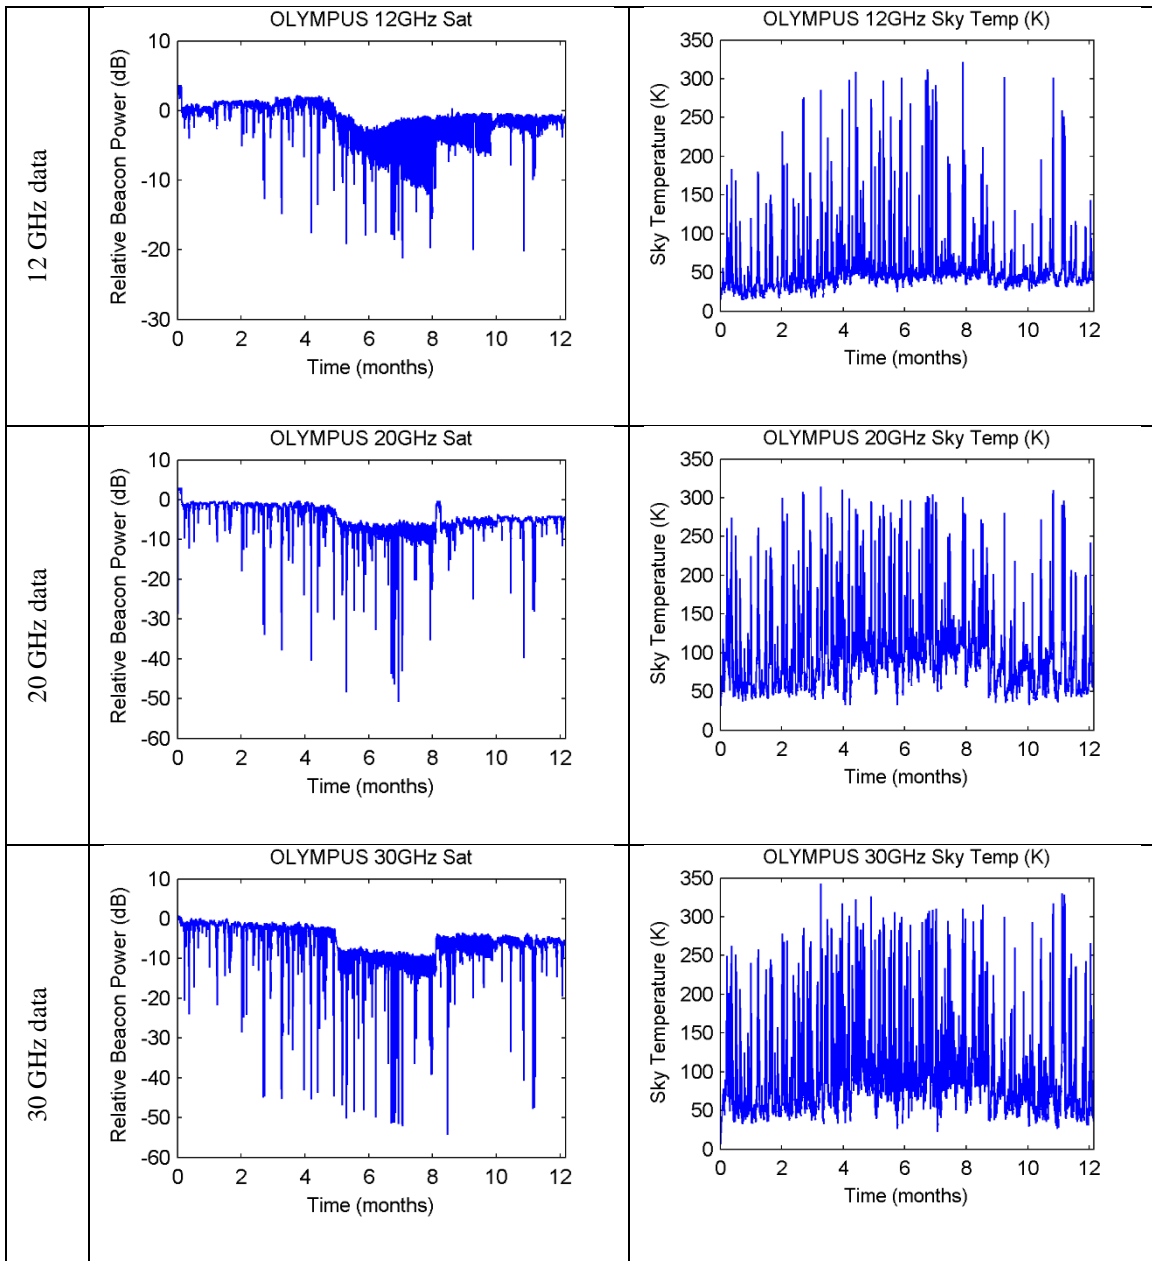 12 GHz data
OLYMPUS 12GHz Sat
Relative Beacon Power (dB)
10
0
-10
-20
-30
0 2 4 6 8 10 12
Time (months)
OLYMPUS 12GHz Sky Temp (K)
Sky Temperature (K)
350
300
250
200
150
100
50
0
0 2 4 6 8 10 12
Time (months)
20 GHz data
OLYMPUS 20GHz Sat
Relative Beacon Power (dB)
10
0
-10
-20
-30
-40
-50
-60
0 2 4 6 8 10 12
Time (months)
OLYMPUS 20GHz Sky Temp (K)
Sky Temperature (K)
350
300
250
200
150
100
50
0
0 2 4 6 8 10 12
Time (months)
30 GHz data
OLYMPUS 30GHz Sat
Relative Beacon Power (dB)
10
0
-10
-20
-30
-40
-50
-60
0 2 4 6 8 10 12
Time (months)
OLYMPUS 30GHz Sky Temp (K)
Sky Temperature (K)
350
300
250
200
150
100
50
0
0 2 4 6 8 10 12
Time (months)